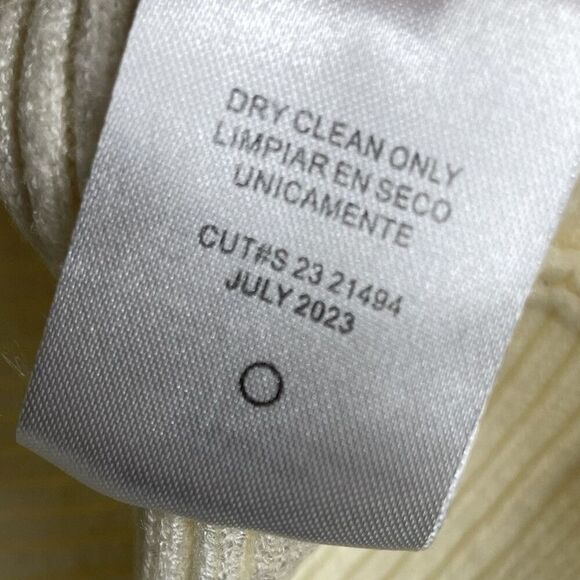 DRY CLEAN ONLY
LIMPIAR EN SECO
UNICAMENTE
CUT#S 23 21494
JULY 2023